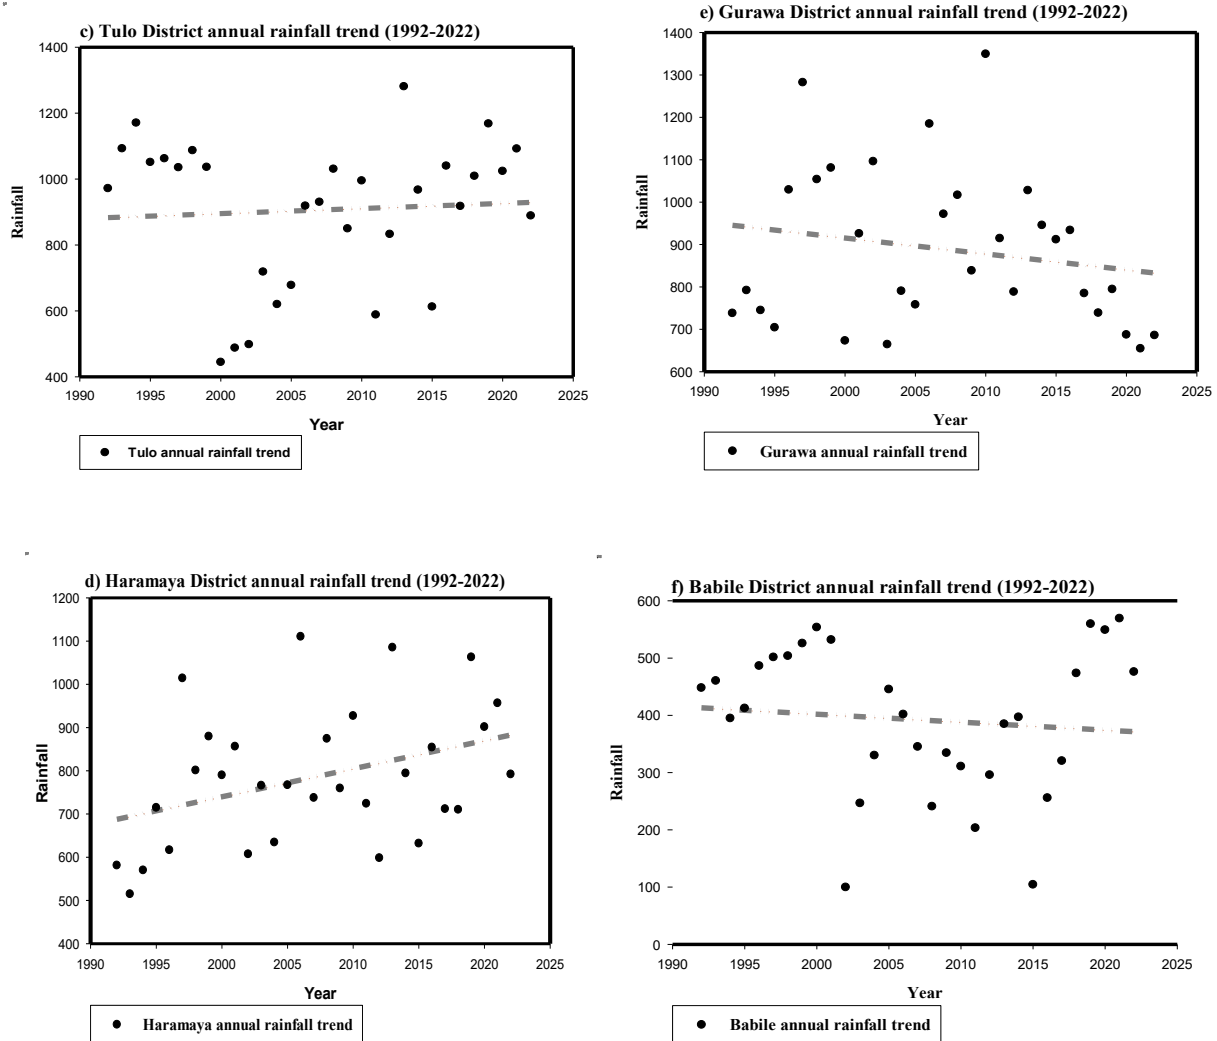 c) Tulo District annual rainfall trend (1992-2022)
1400
1200
1000
800
600
400
Rainfall
1990 1995 2000 2005 2010 2015 2020 2025
Year
Tulo annual rainfall trend
e) Gurawa District annual rainfall trend (1992-2022)
1400
1300
1200
1100
1000
900
800
700
600
Rainfall
1990 1995 2000 2005 2010 2015 2020 2025
Year
Gurawa annual rainfall trend
d) Haramaya District annual rainfall trend (1992-2022)
1200
1100
1000
900
800
700
600
500
400
Rainfall
1990 1995 2000 2005 2010 2015 2020 2025
Year
Haramaya annual rainfall trend
f) Babile District annual rainfall trend (1992-2022)
600
500
400
300
200
100
0
Rainfall
1990 1995 2000 2005 2010 2015 2020 2025
Year
Babile annual rainfall trend